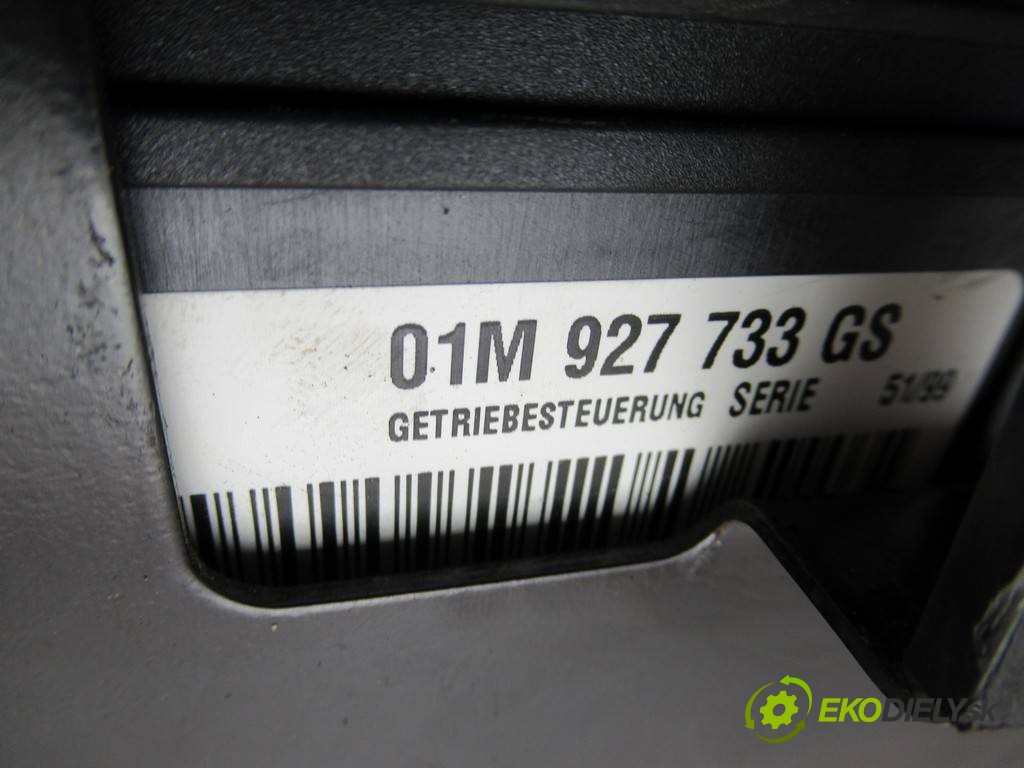 01M 927 733 GS
GETRIEBESTEUERUNG SERIE 51/99
EKODIELY.SK